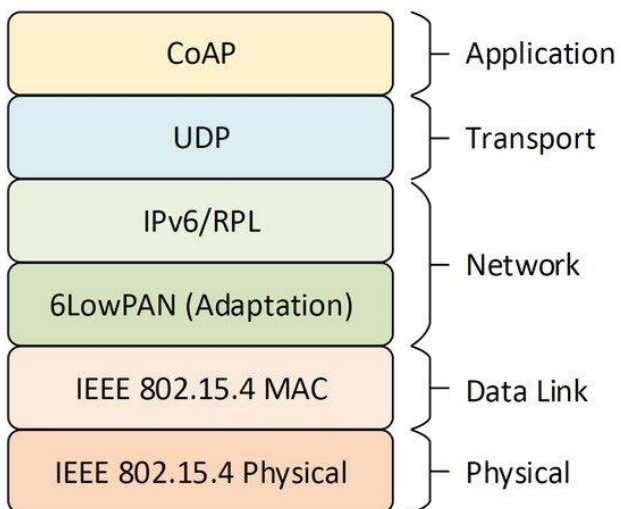 CoAP
Application
UDP
Transport
IPv6/RPL
Network
6LowPAN (Adaptation)
IEEE 802.15.4 MAC
Data Link
IEEE 802.15.4 Physical
Physical